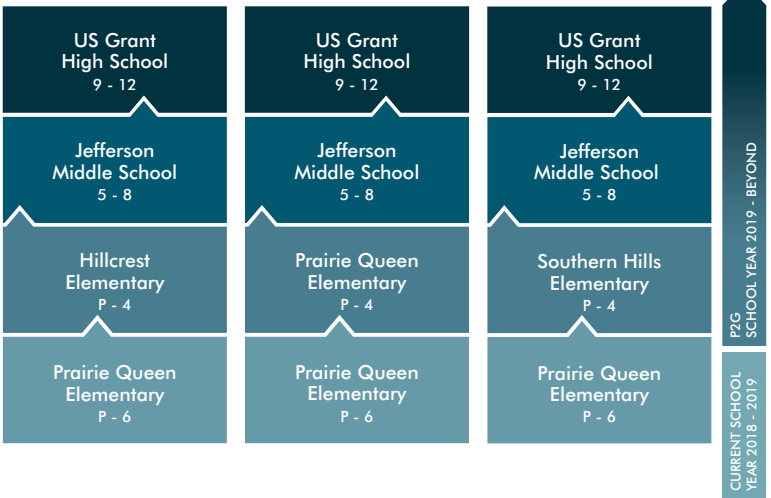 US Grant
High School
9 - 12
Jefferson
Middle School
5 - 8
Hillcrest
Elementary
P - 4
Prairie Queen
Elementary
P - 6
US Grant
High School
9 - 12
Jefferson
Middle School
5 - 8
Prairie Queen
Elementary
P - 4
Prairie Queen
Elementary
P - 6
US Grant
High School
9 - 12
Jefferson
Middle School
5 - 8
Southern Hills
Elementary
P - 4
Prairie Queen
Elementary
P - 6
P2G
SCHOOL YEAR 2019 - BEYOND
CURRENT SCHOOL
YEAR 2018 - 2019